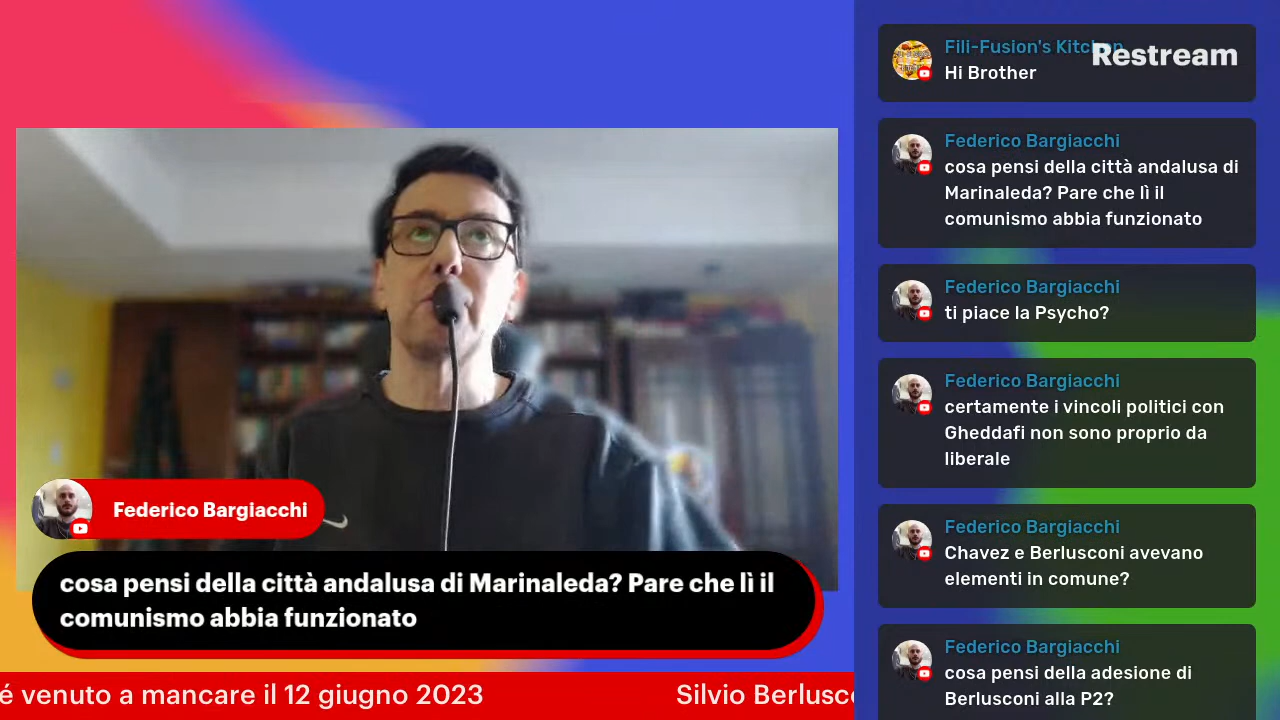 Fili-Fusion's Kitchen
Restream
Hi Brother
Federico Bargiacchi
cosa pensi della città andalusa di
Marinaleda? Pare che lì il
comunismo abbia funzionato
Federico Bargiacchi
ti piace la Psycho?
Federico Bargiacchi
certamente i vincoli politici con
Gheddafi non sono proprio da
liberale
Federico Bargiacchi
Chavez e Berlusconi avevano
elementi in comune?
Federico Bargiacchi
cosa pensi della adesione di
Berlusconi alla P2?
Federico Bargiacchi
cosa pensi della città andalusa di Marinaleda? Pare che lì il
comunismo abbia funzionato
é venuto a mancare il 12 giugno 2023 Silvio Berlusc